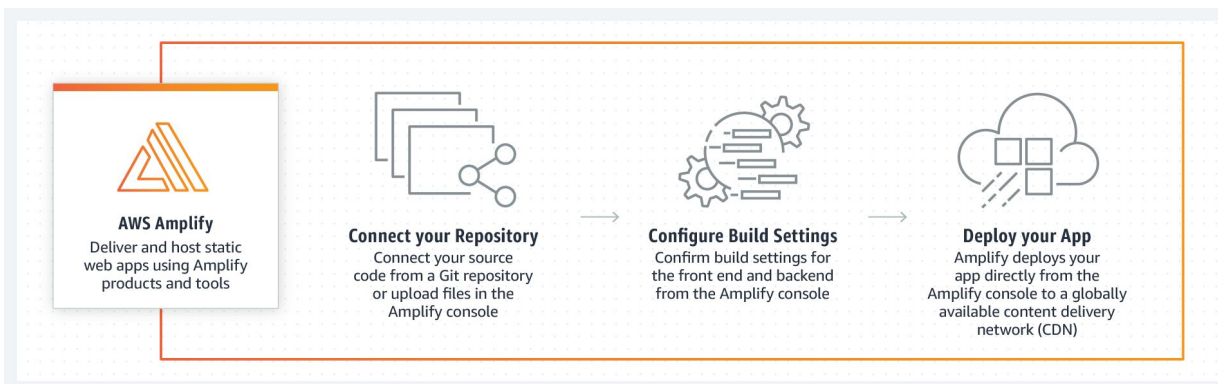 AWS Amplify
Deliver and host static
web apps using Amplify
products and tools
Connect your Repository
Connect your source
code from a Git repository
or upload files in the
Amplify console
Configure Build Settings
Confirm build settings for
the front end and backend
from the Amplify console
Deploy your App
Amplify deploys your
app directly from the
Amplify console to a globally
available content delivery
network (CDN)